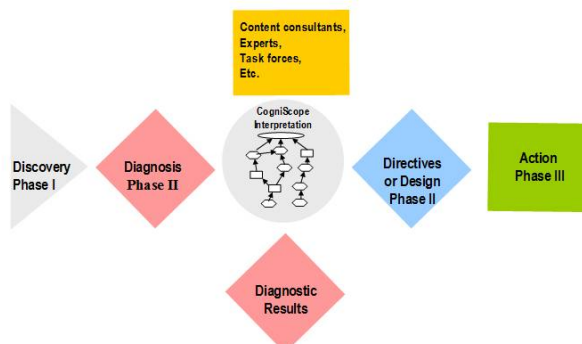 Content consultants,
Experts,
Task forces,
Etc.
CogniScope
Interpretation
Discovery
Phase I
Diagnosis
Phase II
Directives
or Design
Phase II
Action
Phase III
Diagnostic
Results